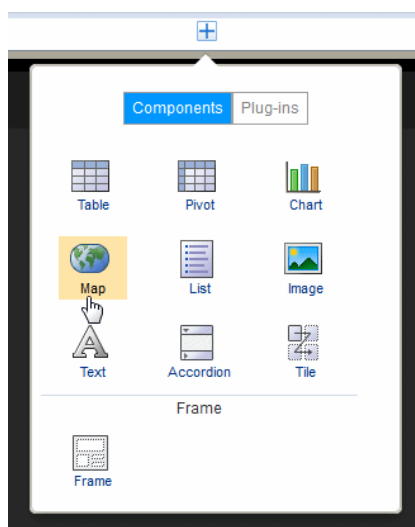 Components Plug-ins
Table Pivot Chart
Map List Image
Text Accordion Tile
Frame
Frame